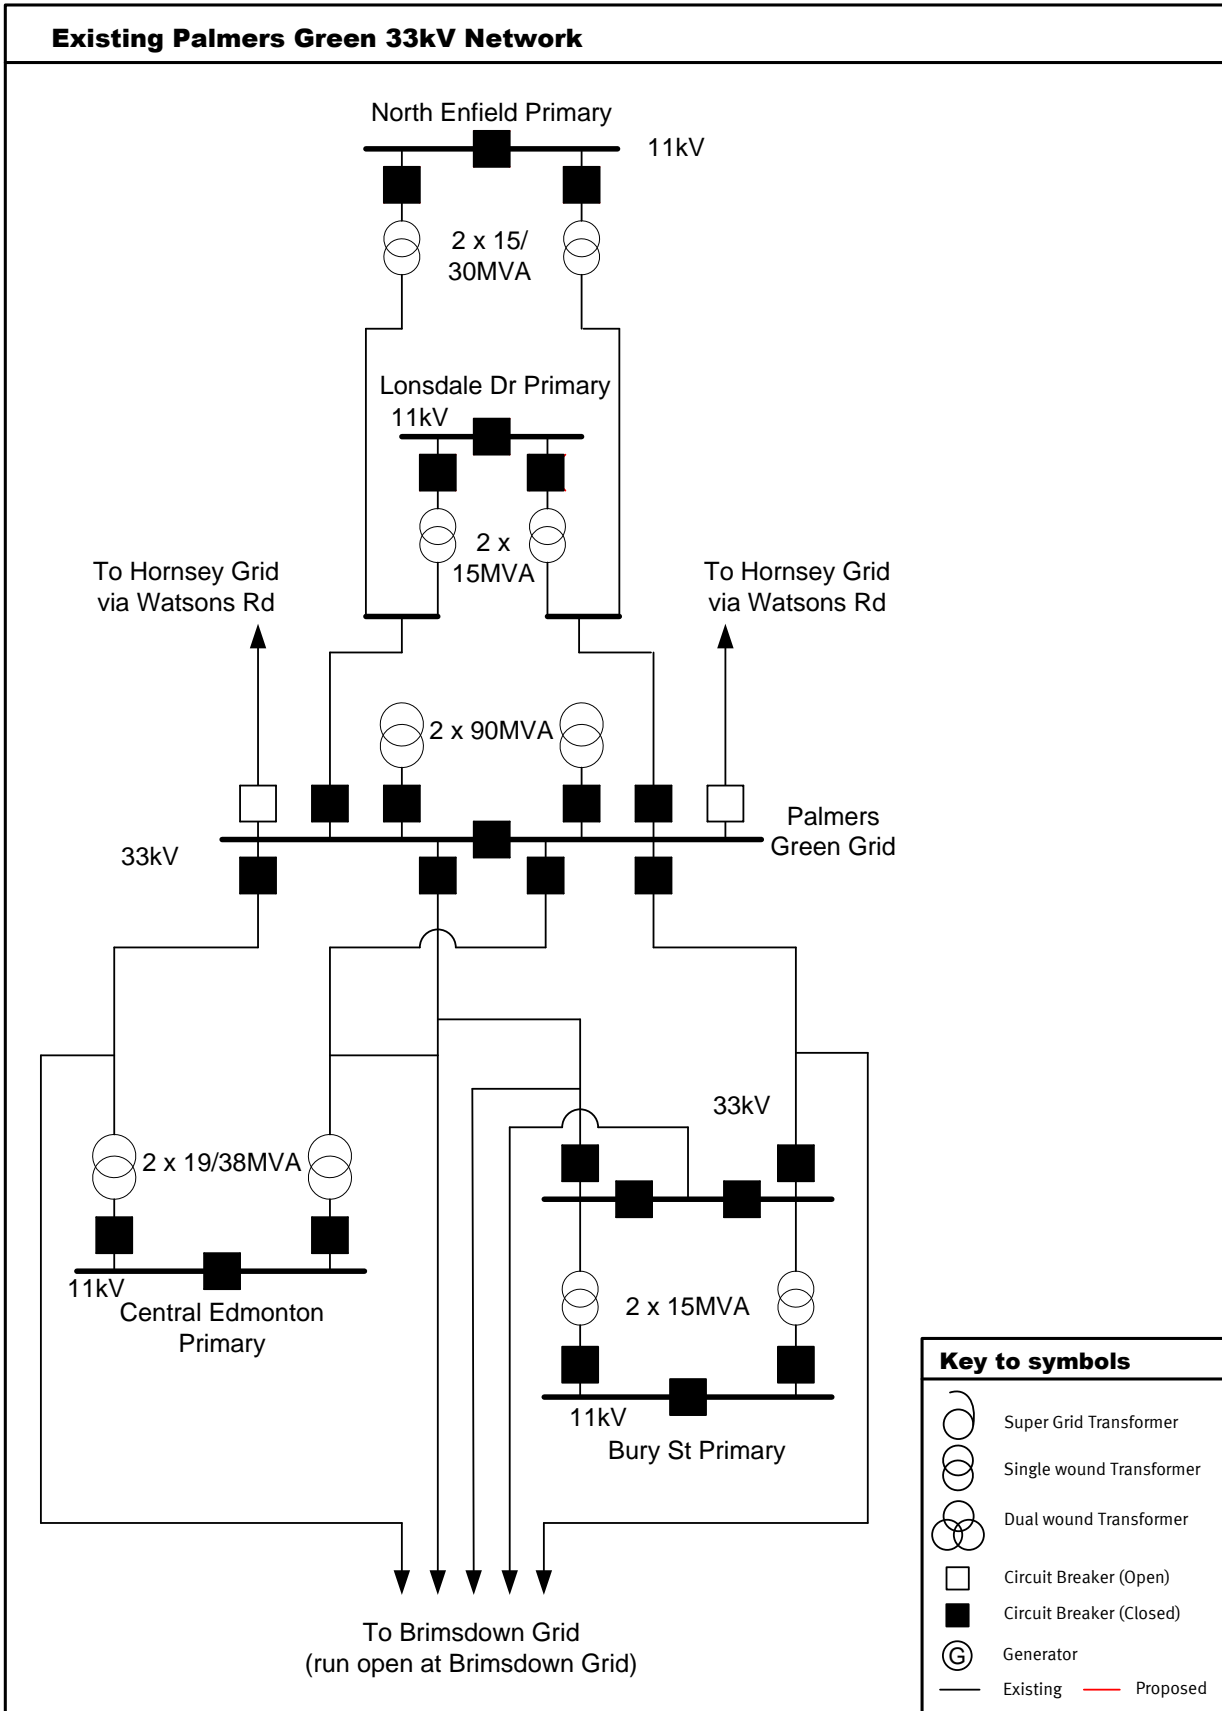 Existing Palmers Green 33kV Network
North Enfield Primary
11kV
2 x 15/
30MVA
Lonsdale Dr Primary
11kV
2 x
15MVA
To Hornsey Grid
via Watsons Rd
To Hornsey Grid
via Watsons Rd
2 x 90MVA
Palmers
Green Grid
33kV
33kV
2 x 19/38MVA
11kV
Central Edmonton
Primary
2 x 15MVA
11kV
Bury St Primary
To Brimsdown Grid
(run open at Brimsdown Grid)
Key to symbols
Super Grid Transformer
Single wound Transformer
Dual wound Transformer
Circuit Breaker (Open)
Circuit Breaker (Closed)
G Generator
Existing Proposed